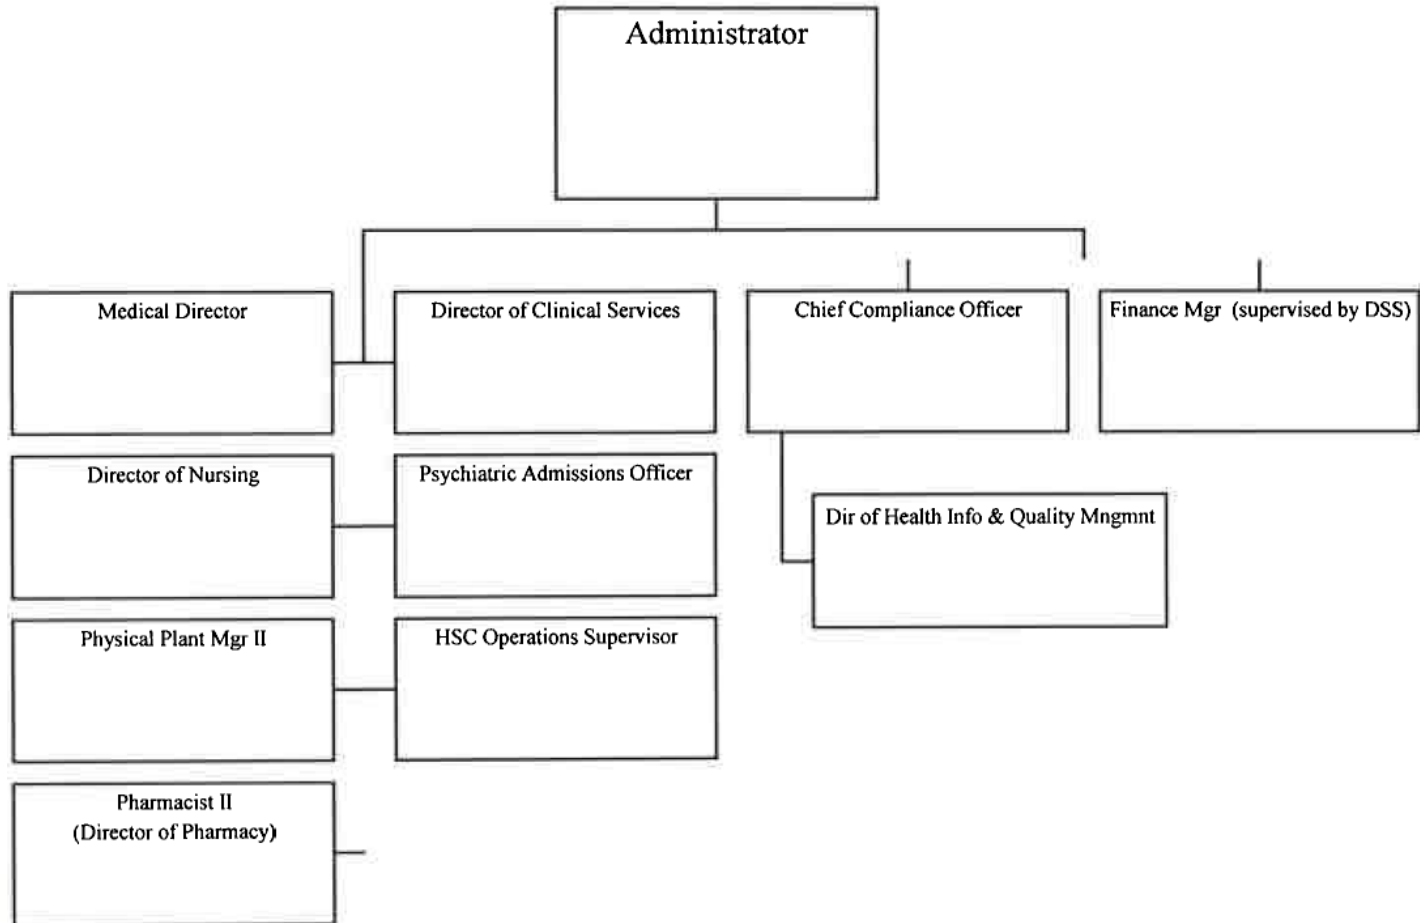 Administrator
Medical Director
Director of Clinical Services
Chief Compliance Officer
Finance Mgr (supervised by DSS)
Director of Nursing
Psychiatric Admissions Officer
Dir of Health Info & Quality Mngmnt
Physical Plant Mgr II
HSC Operations Supervisor
Pharmacist II
(Director of Pharmacy)